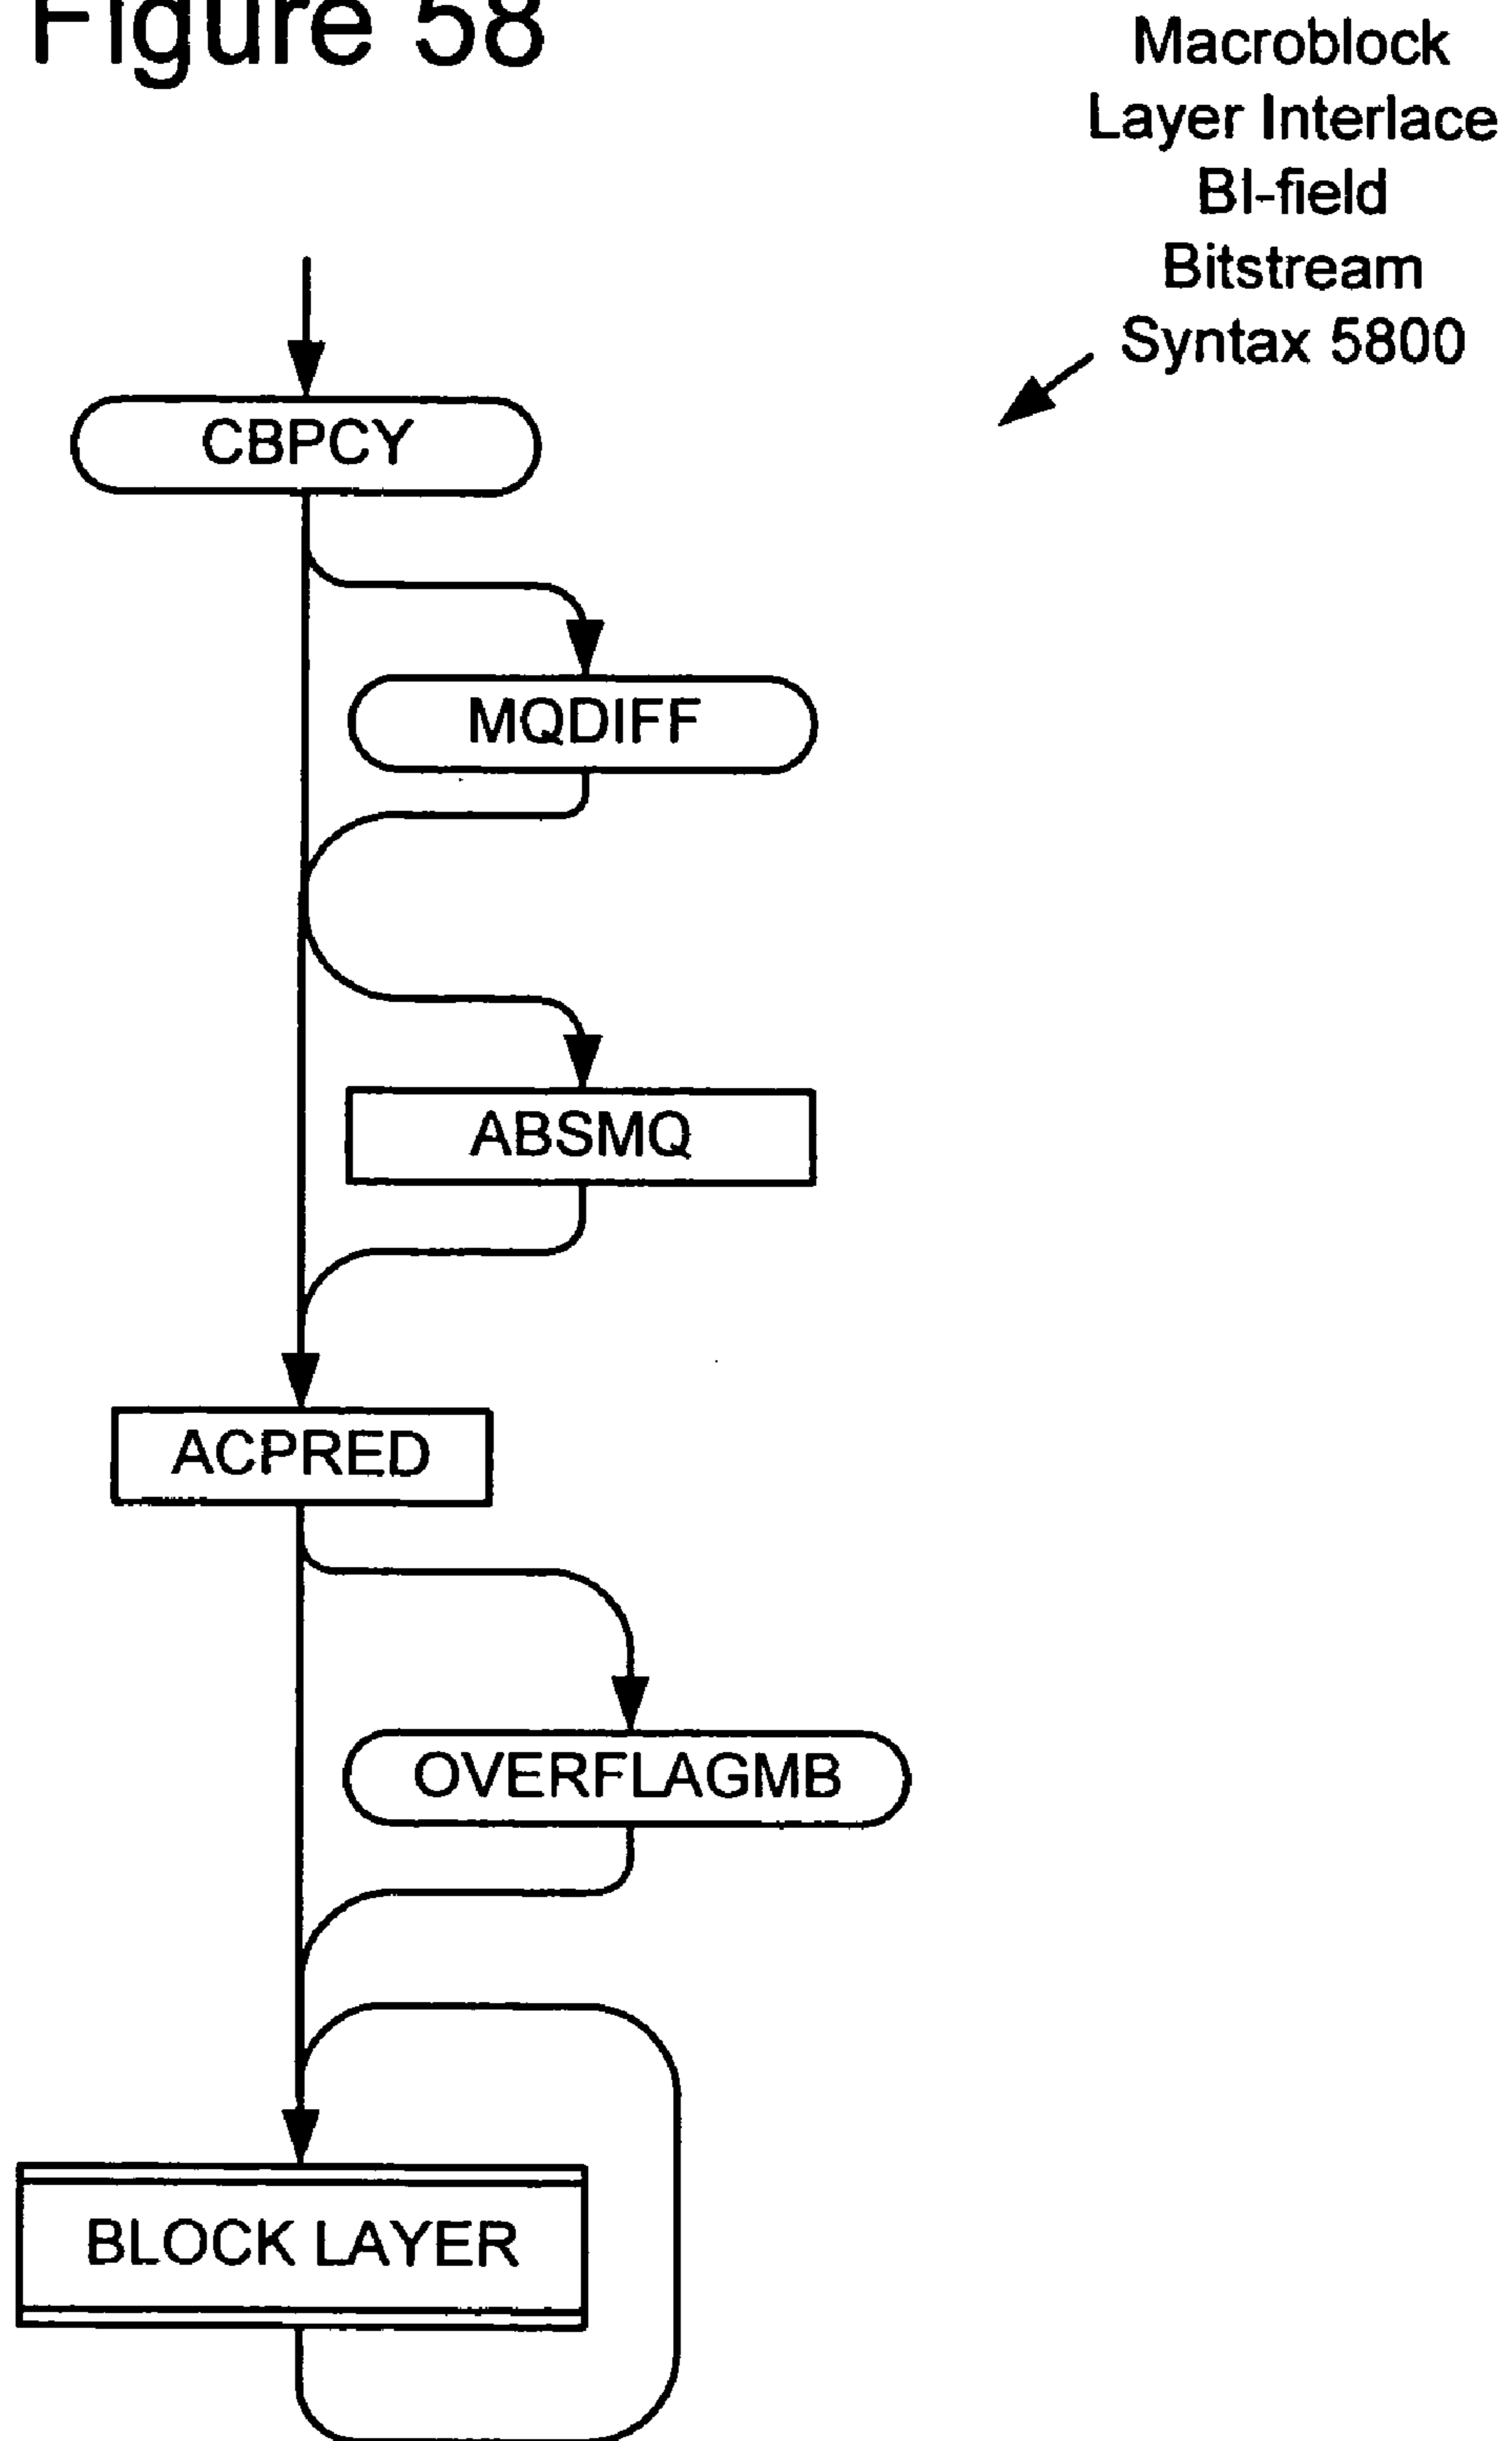 Figure 58
Macroblock
Layer Interlace
BI-field
Bitstream
Syntax 5800
CBPCY
MQDIFF
ABSMQ
ACPRED
OVERFLAGMB
BLOCK LAYER